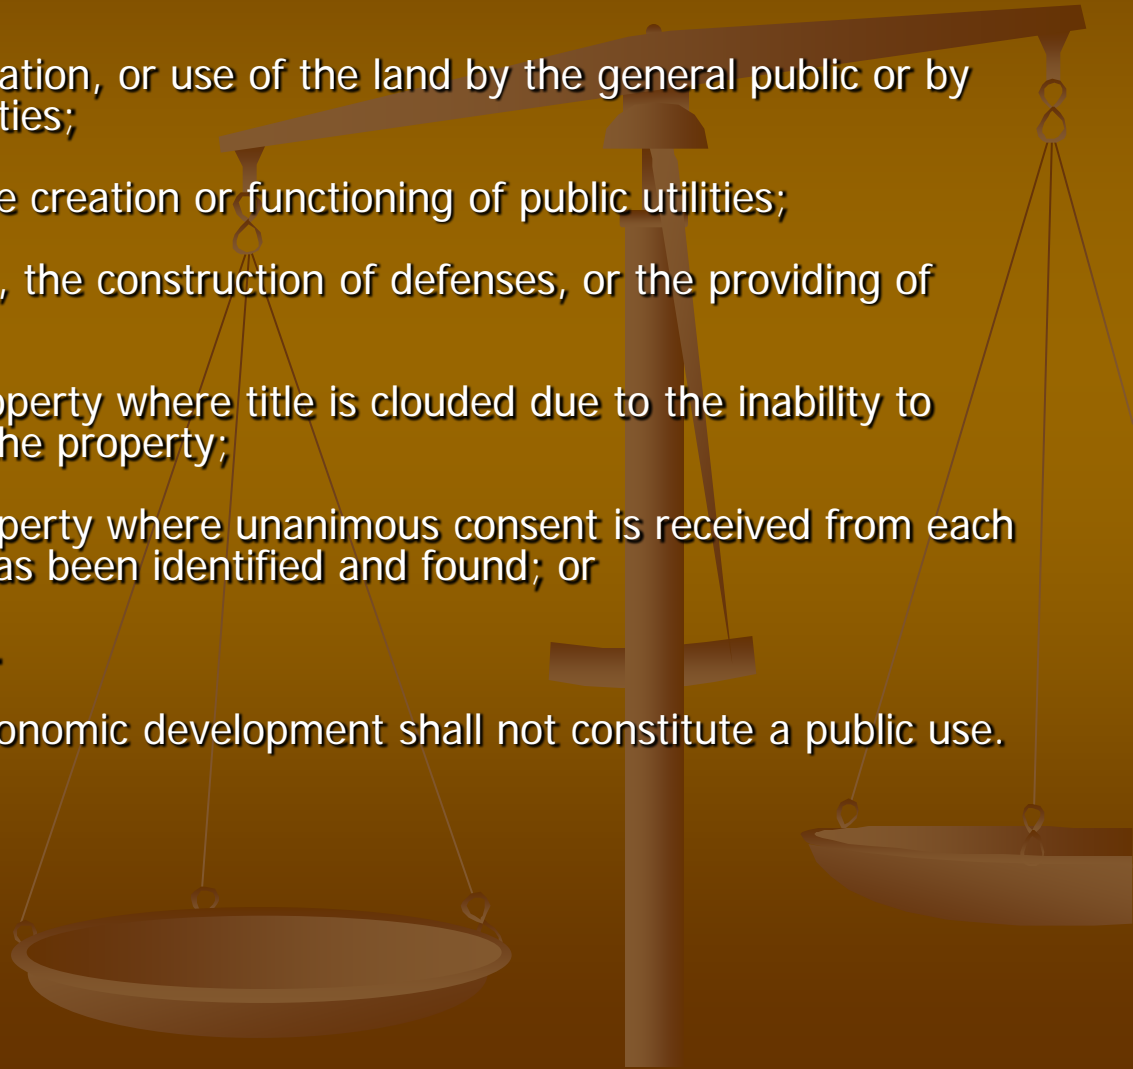 ation, or use of the land by the general public or by
ties;
e creation or functioning of public utilities;
, the construction of defenses, or the providing of
operty where title is clouded due to the inability to
he property;
perty where unanimous consent is received from each
as been identified and found; or
.
onomic development shall not constitute a public use.